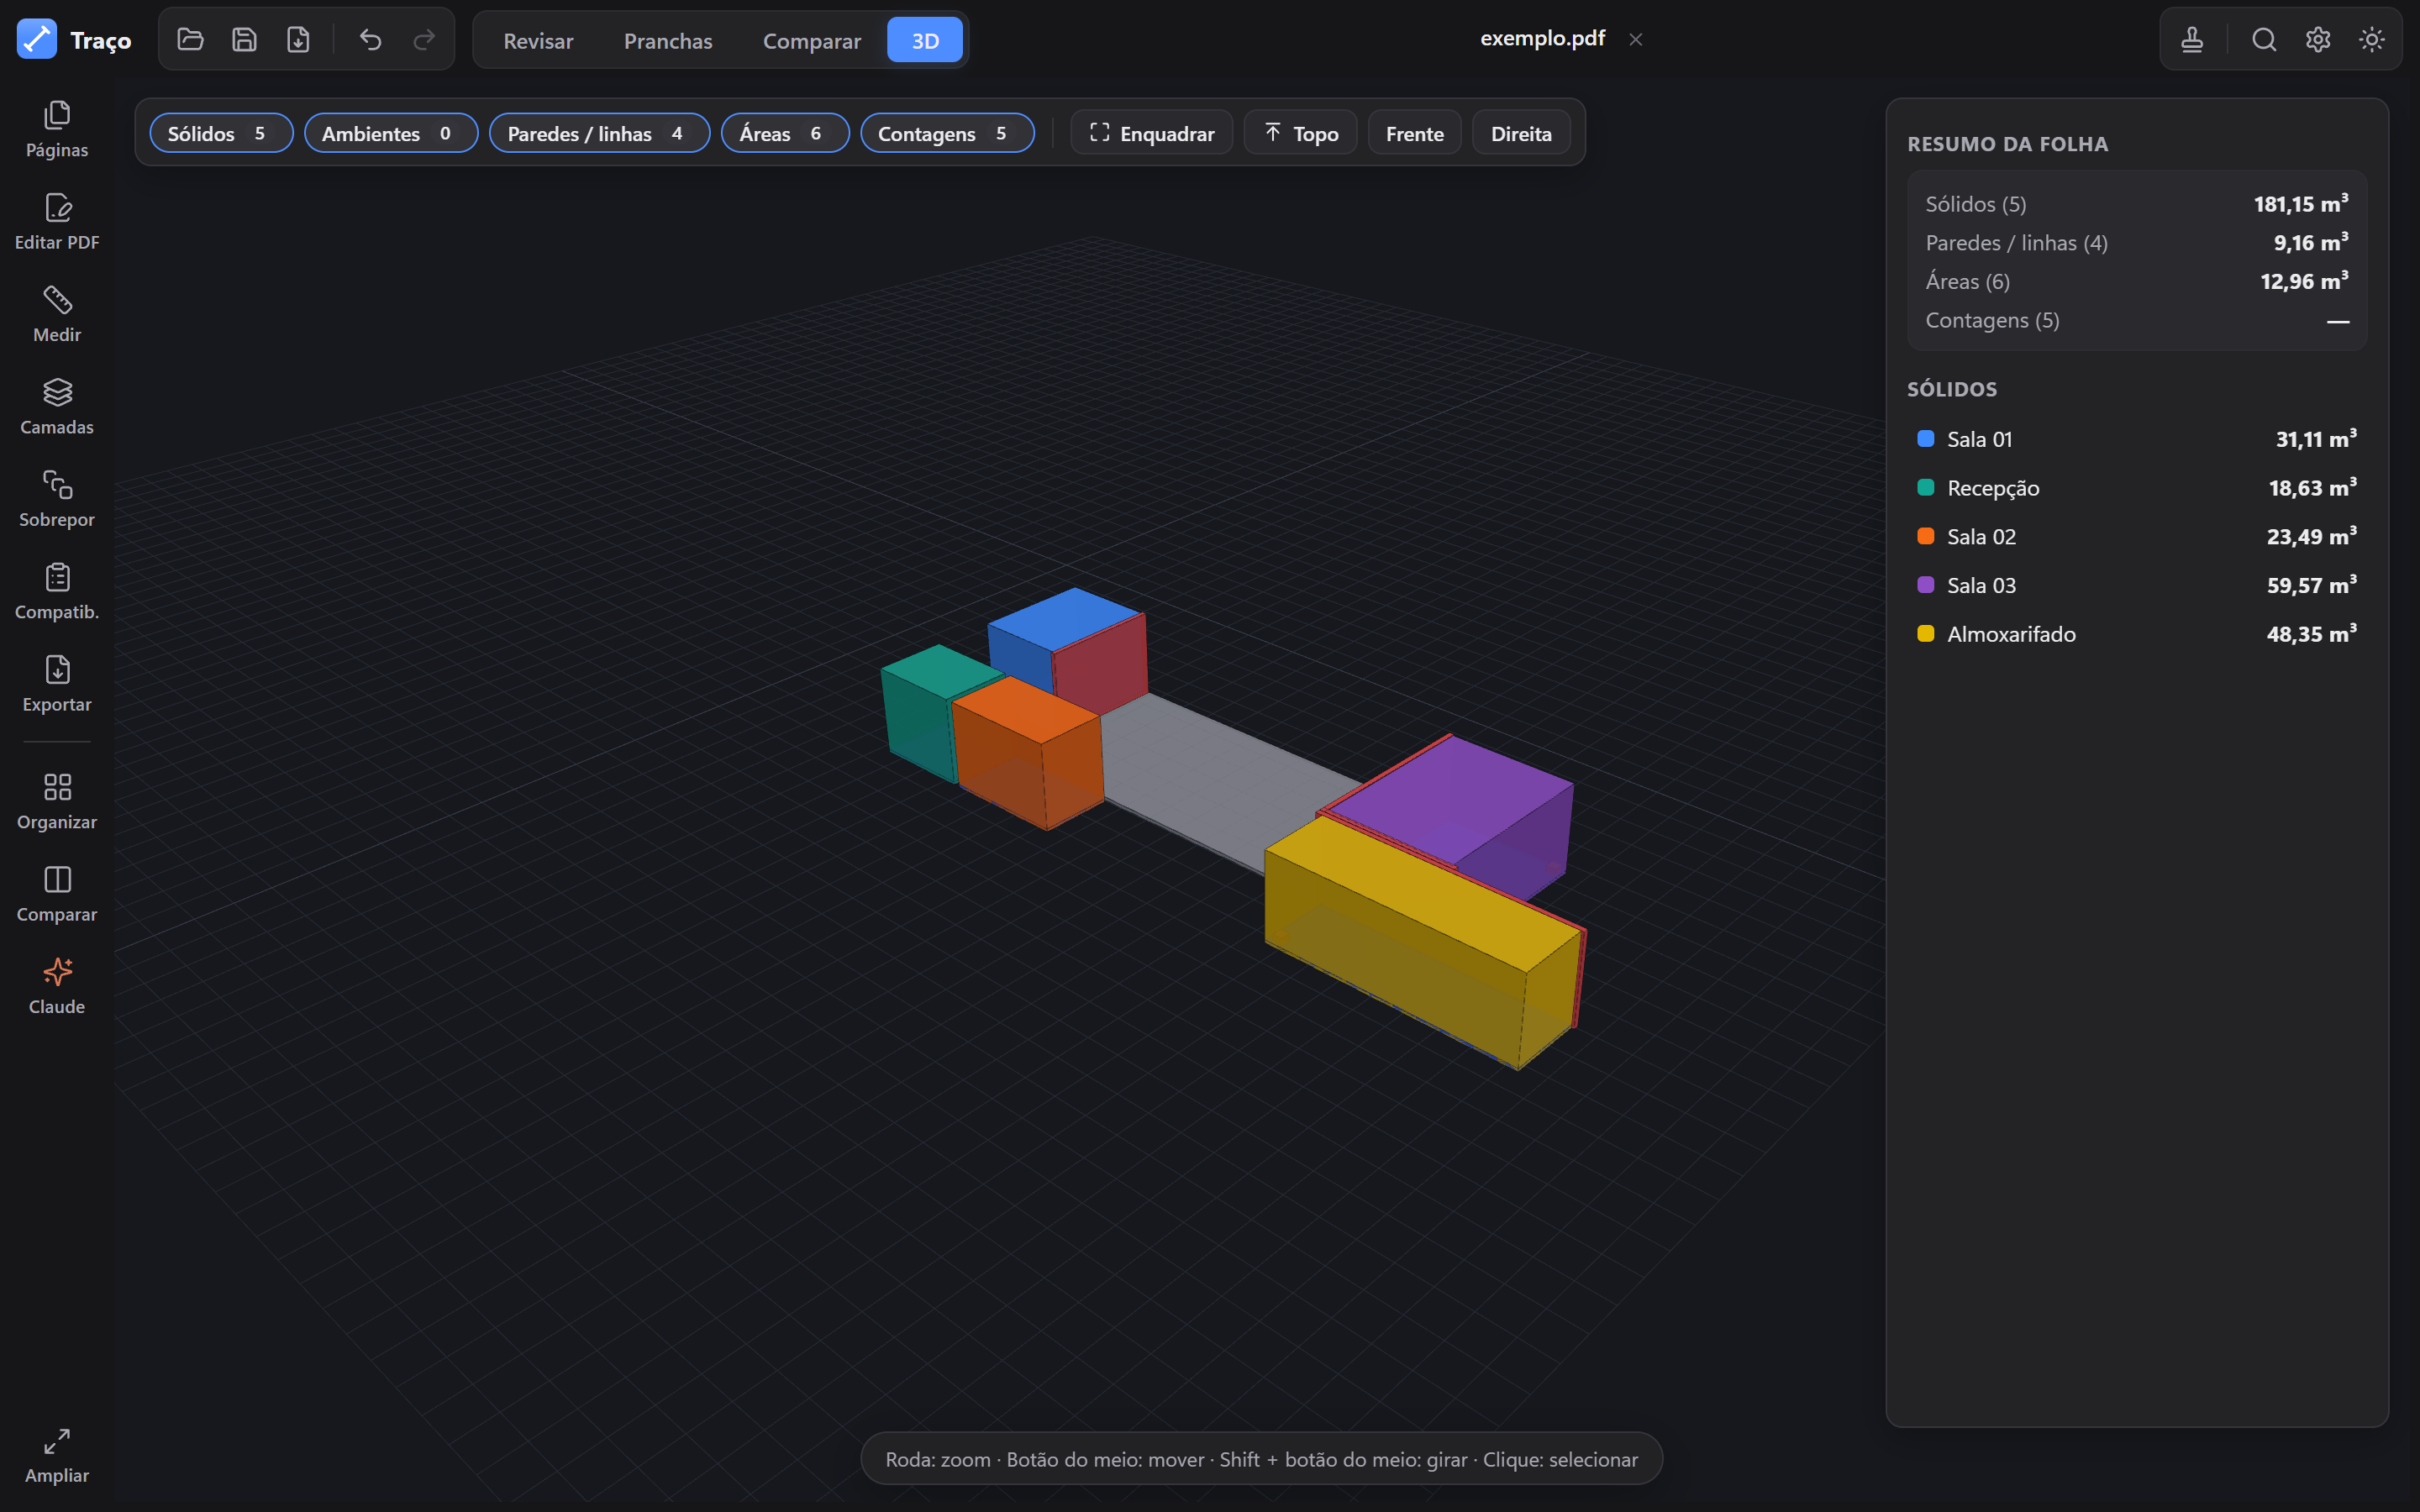 Traço
Revisar
Pranchas
Comparar
3D
exemplo.pdf
Páginas
Editar PDF
Medir
Camadas
Sobrepor
Compatib.
Exportar
Organizar
Comparar
Claude
Ampliar
Sólidos 5
Ambientes 0
Paredes / linhas 4
Áreas 6
Contagens 5
Enquadrar
Topo
Frente
Direita
RESUMO DA FOLHA
Sólidos (5) 181,15 m³
Paredes / linhas (4) 9,16 m³
Áreas (6) 12,96 m³
Contagens (5) —
SÓLIDOS
Sala 01 31,11 m³
Recepção 18,63 m³
Sala 02 23,49 m³
Sala 03 59,57 m³
Almoxarifado 48,35 m³
Roda: zoom · Botão do meio: mover · Shift + botão do meio: girar · Clique: selecionar